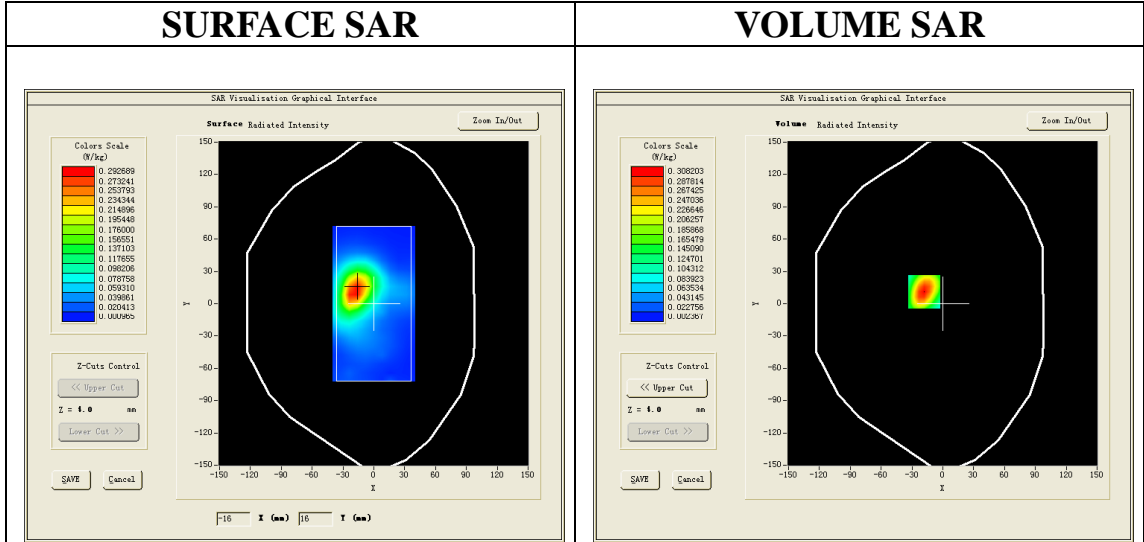 SURFACE SAR
VOLUME SAR
SAR Visualisation Graphical Interface
Surface Radiated Intensity
Zoom In/Out
Colors Scale
(W/kg)
0.292689
0.273241
0.253793
0.234344
0.214896
0.195448
0.176000
0.156551
0.137103
0.117655
0.098206
0.078758
0.059310
0.039861
0.020413
0.000965
Z-Cuts Control
<< Upper Cut
Z = 4.0 mm
Lower Cut >>
SAVE
Cancel
150
120
90
60
30
0
-30
-60
-90
-120
-150
Y
-150 -120 -90 -60 -30 0 30 60 90 120 150
X
-16 X (mm) 16 Y (mm)
SAR Visualisation Graphical Interface
Volume Radiated Intensity
Zoom In/Out
Colors Scale
(W/kg)
0.308203
0.287814
0.267425
0.247036
0.226646
0.206257
0.185868
0.165479
0.145090
0.124701
0.104312
0.083923
0.063534
0.043145
0.022756
0.002367
Z-Cuts Control
<< Upper Cut
Z = 4.0 mm
Lower Cut >>
SAVE
Cancel
150
120
90
60
30
0
-30
-60
-90
-120
-150
Y
-150 -120 -90 -60 -30 0 30 60 90 120 150
X